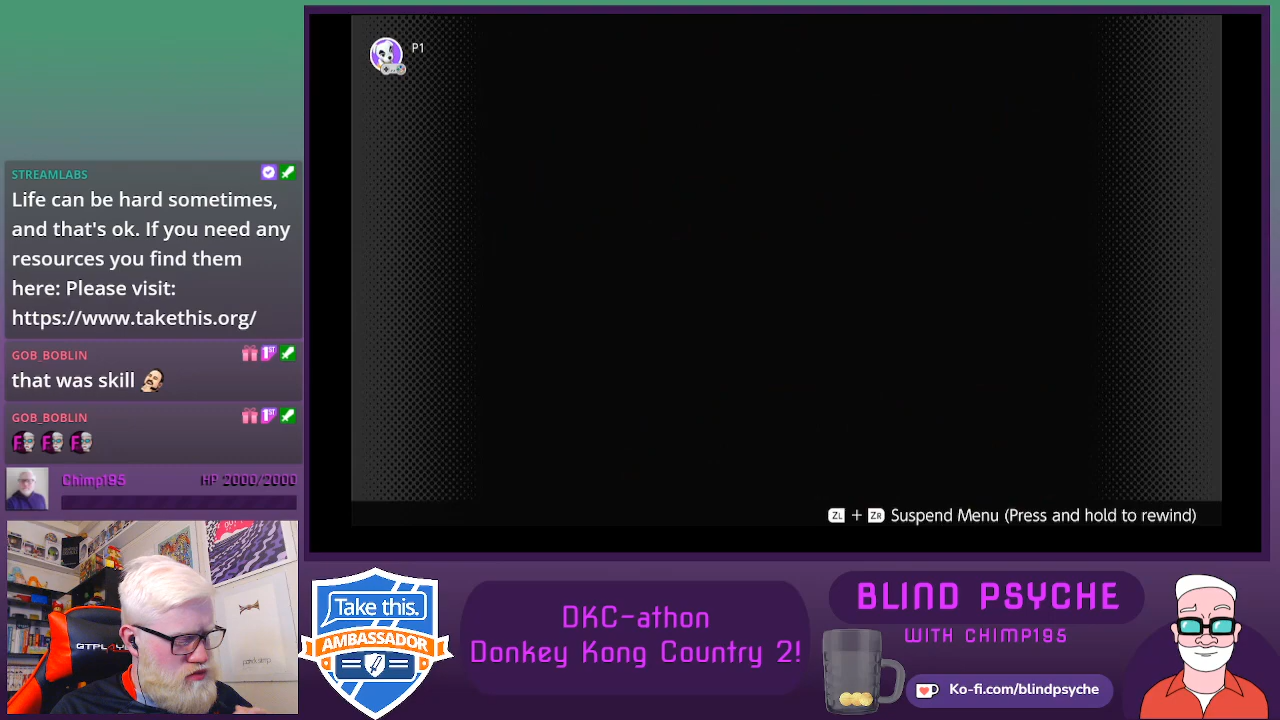 P1
STREAMLABS
Life can be hard sometimes,
and that's ok. If you need any
resources you find them
here: Please visit:
https://www.takethis.org/
GOB_BOBLIN
1ST
that was skill
GOB_BOBLIN
1ST
F F F
Chimp195
HP 2000/2000
ZL + ZR Suspend Menu (Press and hold to rewind)
GTPLAY
Take this.
AMBASSADOR
DKC-athon
Donkey Kong Country 2!
BLIND PSYCHE
WITH CHIMP195
Ko-fi.com/blindpsyche